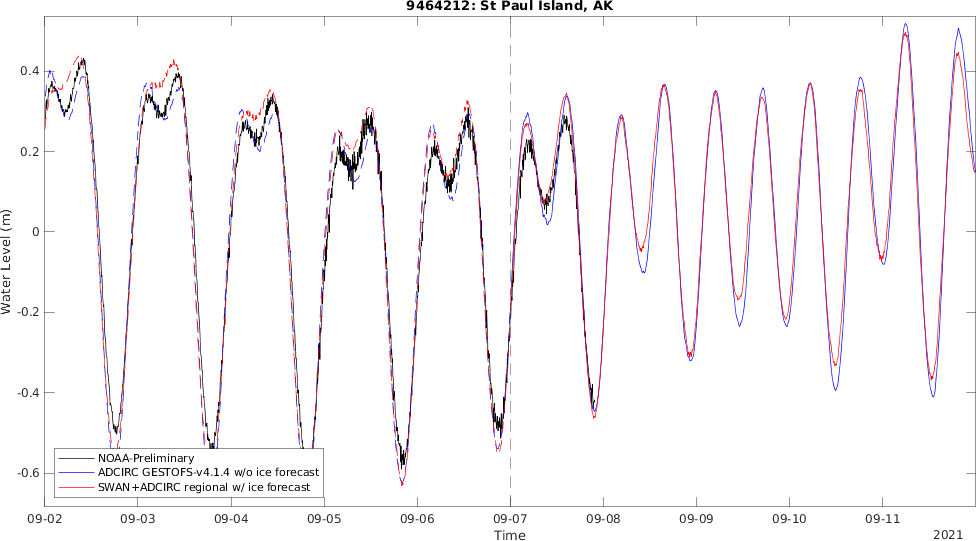 9464212: St Paul Island, AK
Water Level (m)
0.4
0.2
0
-0.2
-0.4
-0.6
NOAA-Preliminary
ADCIRC GESTOFS-v4.1.4 w/o ice forecast
SWAN+ADCIRC regional w/ ice forecast
09-02 09-03 09-04 09-05 09-06 09-07 09-08 09-09 09-10 09-11
Time 2021